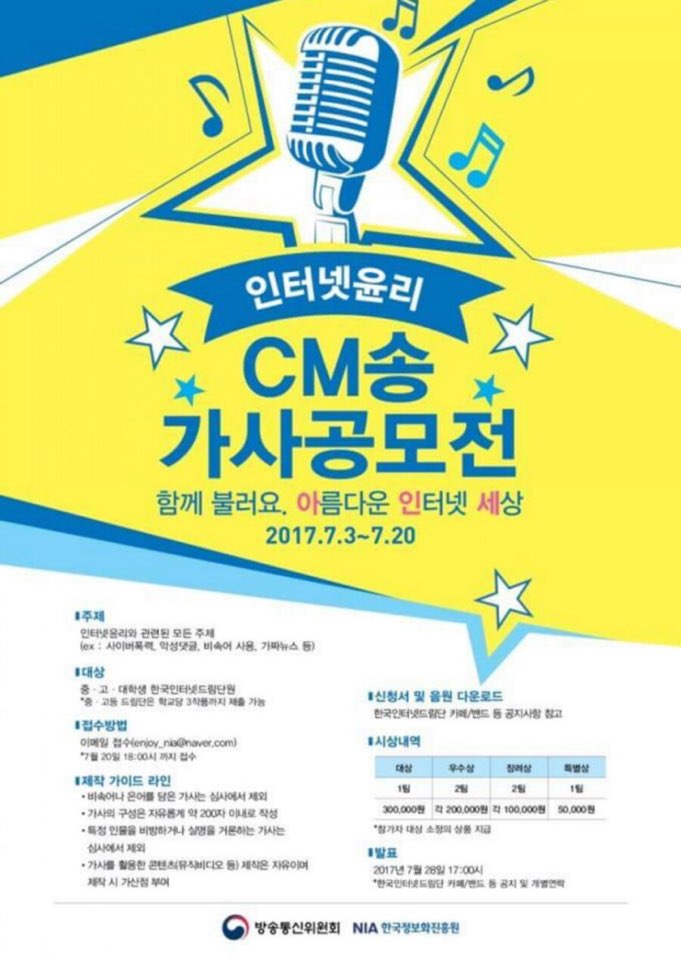 인터넷윤리
CM송
가사공모전
함께 불러요. 아름다운 인터넷 세상
2017.7.3~7.20
주제
인터넷윤리와 관련된 모든 주제
(ex : 사이버폭력, 악성댓글, 비속어 사용, 가짜뉴스 등)
대상
중 · 고 · 대학생 한국인터넷드림단원
*중 · 고등 드림단은 학교당 3작품까지 제출 가능
접수방법
이메일 접수(enjoy_nia@naver.com)
*7월 20일 18:00시 까지 접수
제작 가이드 라인
• 비속어나 은어를 담은 가사는 심사에서 제외
• 가사의 구성은 자유롭게 약 200자 이내로 작성
• 특정 인물을 비방하거나 실명을 거론하는 가사는
심사에서 제외
• 가사를 활용한 콘텐츠(뮤직비디오 등) 제작은 자유이며
제작 시 가산점 부여
신청서 및 음원 다운로드
한국인터넷드림단 카페/밴드 등 공지사항 참고
시상내역
대상 우수상 장려상 특별상
1팀 2팀 2팀 1팀
300,000원 각 200,000원 각 100,000원 50,000원
*참가자 대상 소정의 상품 지급
발표
2017년 7월 28일 17:00시
*한국인터넷드림단 카페/밴드 등 공지 및 개별연락
방송통신위원회 NIA 한국정보화진흥원